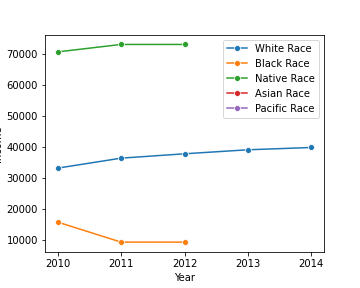 White Race
Black Race
Native Race
Asian Race
Pacific Race
70000
60000
50000
40000
30000
20000
10000
2010 2011 2012 2013 2014
Year